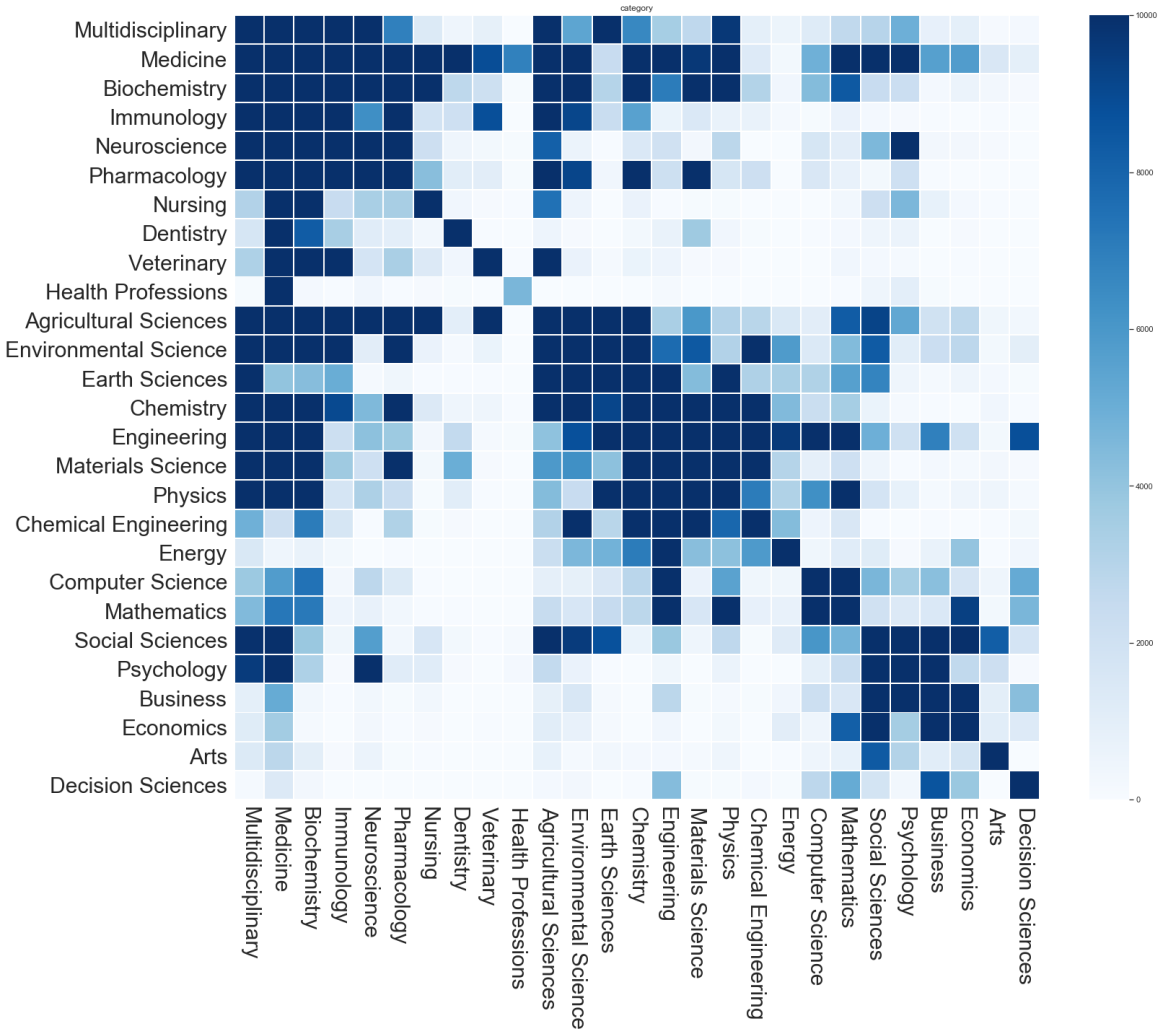 category
Multidisciplinary
Medicine
Biochemistry
Immunology
Neuroscience
Pharmacology
Nursing
Dentistry
Veterinary
Health Professions
Agricultural Sciences
Environmental Science
Earth Sciences
Chemistry
Engineering
Materials Science
Physics
Chemical Engineering
Energy
Computer Science
Mathematics
Social Sciences
Psychology
Business
Economics
Arts
Decision Sciences
Multidisciplinary
Medicine
Biochemistry
Immunology
Neuroscience
Pharmacology
Nursing
Dentistry
Veterinary
Health Professions
Agricultural Sciences
Environmental Science
Earth Sciences
Chemistry
Engineering
Materials Science
Physics
Chemical Engineering
Energy
Computer Science
Mathematics
Social Sciences
Psychology
Business
Economics
Arts
Decision Sciences
10000
8000
6000
4000
2000
0